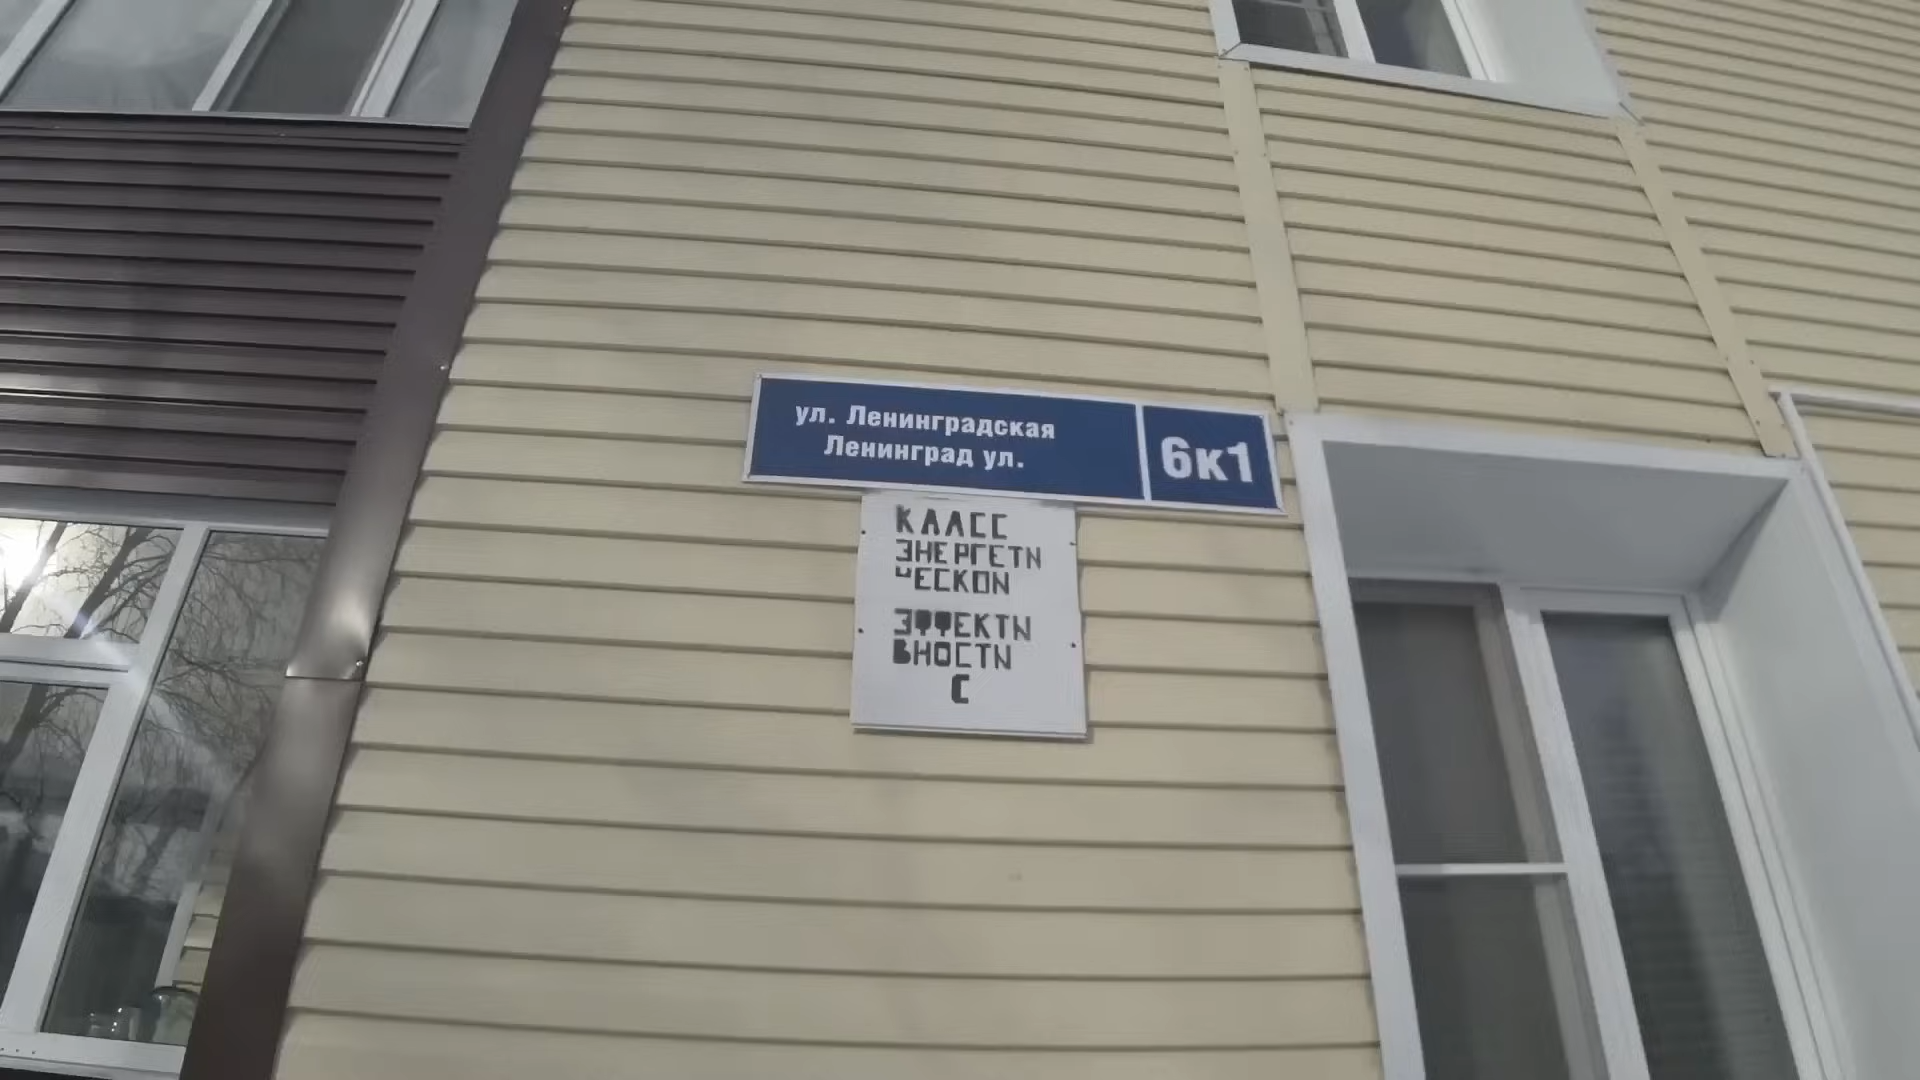 ул. Ленинградская
Ленинград ул.
6к1
КЛАСС
ЭНЕРГЕТИ
ЧЕСКОЙ
ЭФФЕКТИ
ВНОСТИ
С